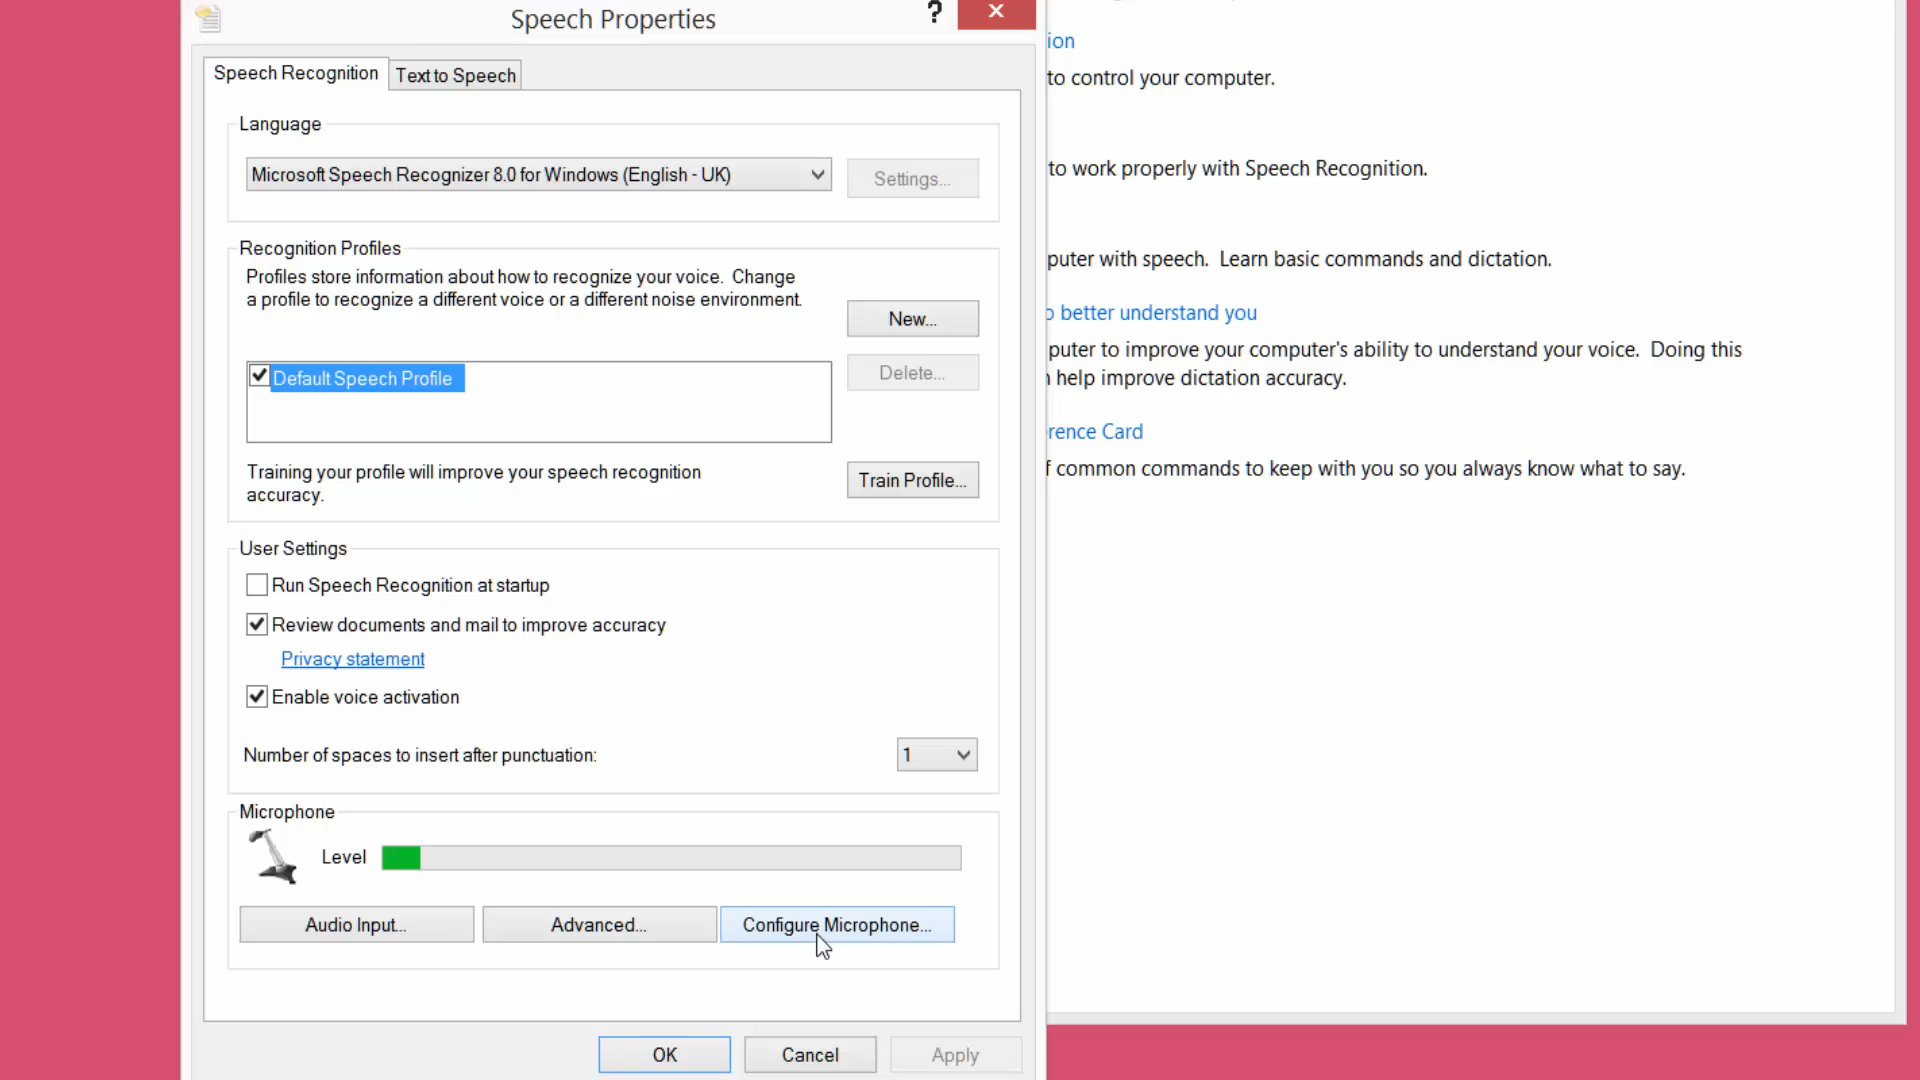 Speech Properties
?
Speech Recognition
Text to Speech
Language
Microsoft Speech Recognizer 8.0 for Windows (English - UK)
Settings...
Recognition Profiles
Profiles store information about how to recognize your voice. Change
a profile to recognize a different voice or a different noise environment.
New...
Default Speech Profile
Delete...
Training your profile will improve your speech recognition
accuracy.
Train Profile...
User Settings
Run Speech Recognition at startup
Review documents and mail to improve accuracy
Privacy statement
Enable voice activation
Number of spaces to insert after punctuation:
1
Microphone
Level
Audio Input...
Advanced...
Configure Microphone...
OK
Cancel
Apply
ion
to control your computer.
to work properly with Speech Recognition.
puter with speech. Learn basic commands and dictation.
better understand you
puter to improve your computer's ability to understand your voice. Doing this
help improve dictation accuracy.
rence Card
f common commands to keep with you so you always know what to say.